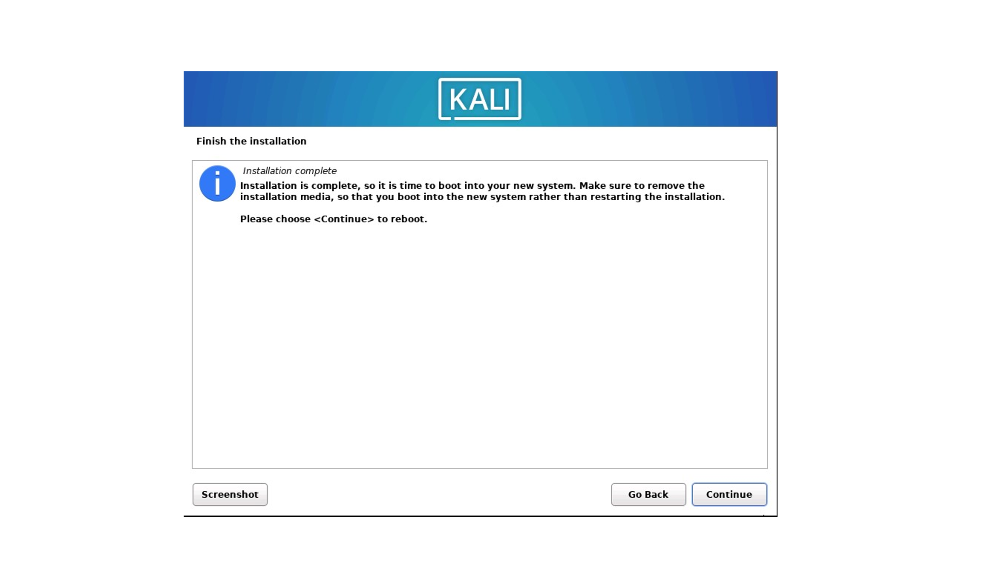 KALI
Finish the installation
Installation complete
Installation is complete, so it is time to boot into your new system. Make sure to remove the
installation media, so that you boot into the new system rather than restarting the installation.
Please choose <Continue> to reboot.
Screenshot
Go Back
Continue